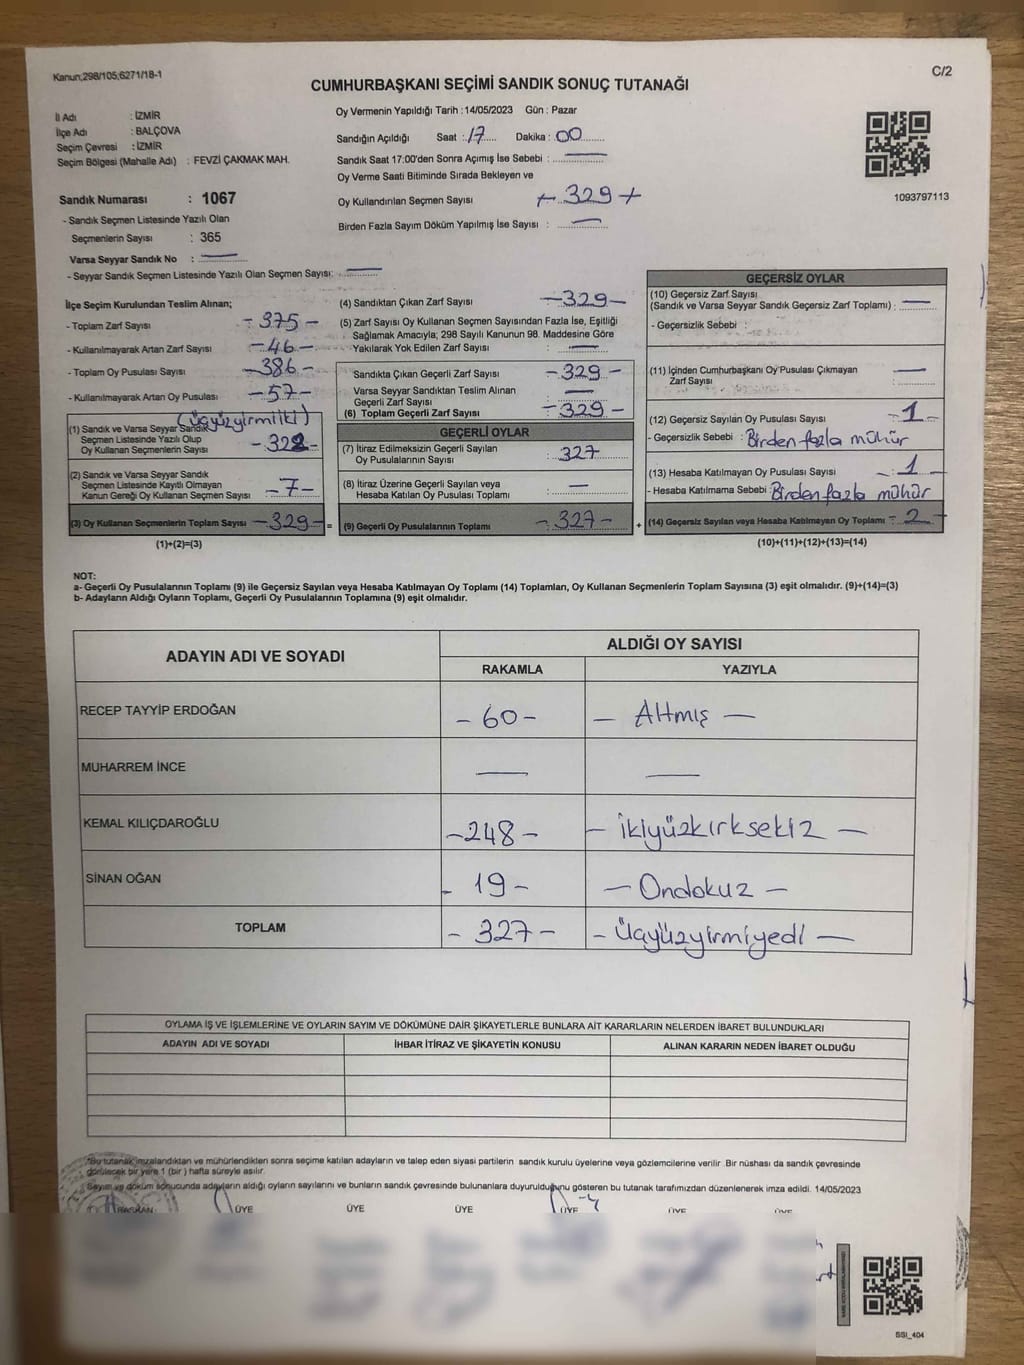 Kanun;298/105;6271/18-1
C/2
CUMHURBAŞKANI SEÇİMİ SANDIK SONUÇ TUTANAĞI
İl Adı : İZMİR
İlçe Adı : BALÇOVA
Seçim Çevresi : İZMİR
Seçim Bölgesi (Mahalle Adı) : FEVZİ ÇAKMAK MAH.
Sandık Numarası : 1067
- Sandık Seçmen Listesinde Yazılı Olan
Seçmenlerin Sayısı : 365
Varsa Seyyar Sandık No :
- Seyyar Sandık Seçmen Listesinde Yazılı Olan Seçmen Sayısı:
Oy Vermenin Yapıldığı Tarih :14/05/2023 Gün : Pazar
Sandığın Açıldığı Saat : 17 Dakika : 00
Sandık Saat 17:00'den Sonra Açımış İse Sebebi :
Oy Verme Saati Bitiminde Sırada Bekleyen ve
Oy Kullandırılan Seçmen Sayısı 329
Birden Fazla Sayım Döküm Yapılmış İse Sayısı :
1093797113
İlçe Seçim Kurulundan Teslim Alınan;
- Toplam Zarf Sayısı - 375 -
- Kullanılmayarak Artan Zarf Sayısı - 46 -
- Toplam Oy Pusulası Sayısı - 386 -
- Kullanılmayarak Artan Oy Pusulası - 57 -
(Üçyüzyirmiiki)
(1) Sandık ve Varsa Seyyar Sandık
Seçmen Listesinde Yazılı Olup
Oy Kullanan Seçmenlerin Sayısı - 322 -
(2) Sandık ve Varsa Seyyar Sandık
Seçmen Listesinde Kayıtlı Olmayan
Kanun Gereği Oy Kullanan Seçmen Sayısı - 7 -
(3) Oy Kullanan Seçmenlerin Toplam Sayısı - 329 -
(1)+(2)=(3)
(4) Sandıktan Çıkan Zarf Sayısı - 329 -
(5) Zarf Sayısı Oy Kullanan Seçmen Sayısından Fazla İse, Eşitliği
Sağlamak Amacıyla; 298 Sayılı Kanunun 98. Maddesine Göre
Yakılarak Yok Edilen Zarf Sayısı :
Sandıkta Çıkan Geçerli Zarf Sayısı - 329 -
Varsa Seyyar Sandıktan Teslim Alınan
Geçerli Zarf Sayısı :
(6) Toplam Geçerli Zarf Sayısı - 329 -
GEÇERLİ OYLAR
(7) İtiraz Edilmeksizin Geçerli Sayılan
Oy Pusulalarının Sayısı : 327
(8) İtiraz Üzerine Geçerli Sayılan veya
Hesaba Katılan Oy Pusulası Toplamı :
= (9) Geçerli Oy Pusulalarının Toplamı - 327 - +
GEÇERSİZ OYLAR
(10) Geçersiz Zarf Sayısı
(Sandık ve Varsa Seyyar Sandık Geçersiz Zarf Toplamı) :
- Geçersizlik Sebebi :
(11) İçinden Cumhurbaşkanı Oy Pusulası Çıkmayan
Zarf Sayısı :
(12) Geçersiz Sayılan Oy Pusulası Sayısı - 1 -
- Geçersizlik Sebebi : Birden fazla mühür
(13) Hesaba Katılmayan Oy Pusulası Sayısı - 1 -
- Hesaba Katılmama Sebebi : Birden fazla mühür
(14) Geçersiz Sayılan veya Hesaba Katılmayan Oy Toplamı - 2 -
(10)+(11)+(12)+(13)=(14)
NOT:
a- Geçerli Oy Pusulalarının Toplamı (9) ile Geçersiz Sayılan veya Hesaba Katılmayan Oy Toplamı (14) Toplamları, Oy Kullanan Seçmenlerin Toplam Sayısına (3) eşit olmalıdır. (9)+(14)=(3)
b- Adayların Aldığı Oyların Toplamı, Geçerli Oy Pusulalarının Toplamına (9) eşit olmalıdır.
ADAYIN ADI VE SOYADI
ALDIĞI OY SAYISI
RAKAMLA YAZIYLA
RECEP TAYYİP ERDOĞAN - 60 - - Altmış -
MUHARREM İNCE
KEMAL KILIÇDAROĞLU - 248 - - ikiyüzkırksekiz -
SİNAN OĞAN - 19 - - Ondokuz -
TOPLAM - 327 - - Üçyüzyirmiyedi -
OYLAMA İŞ VE İŞLEMLERİNE VE OYLARIN SAYIM VE DÖKÜMÜNE DAİR ŞİKAYETLERLE BUNLARA AİT KARARLARIN NELERDEN İBARET BULUNDUKLARI
ADAYIN ADI VE SOYADI İHBAR İTİRAZ VE ŞİKAYETİN KONUSU ALINAN KARARIN NEDEN İBARET OLDUĞU
"Bu tutanak imzalandıktan ve mühürlendikten sonra seçime katılan adayların ve talep eden siyasi partilerin sandık kurulu üyelerine veya gözlemcilerine verilir. Bir nüshası da sandık çevresinde
görülecek bir yere 1 (bir) hafta süreyle asılır.
Sayım ve döküm sonucunda adayların aldığı oyların sayılarını ve bunların sandık çevresinde bulunanlara duyurulduğunu gösteren bu tutanak tarafımızdan düzenlenerek imza edildi. 14/05/2023
BAŞKAN ÜYE ÜYE ÜYE ÜYE ÜYE ÜYE
SSI_404